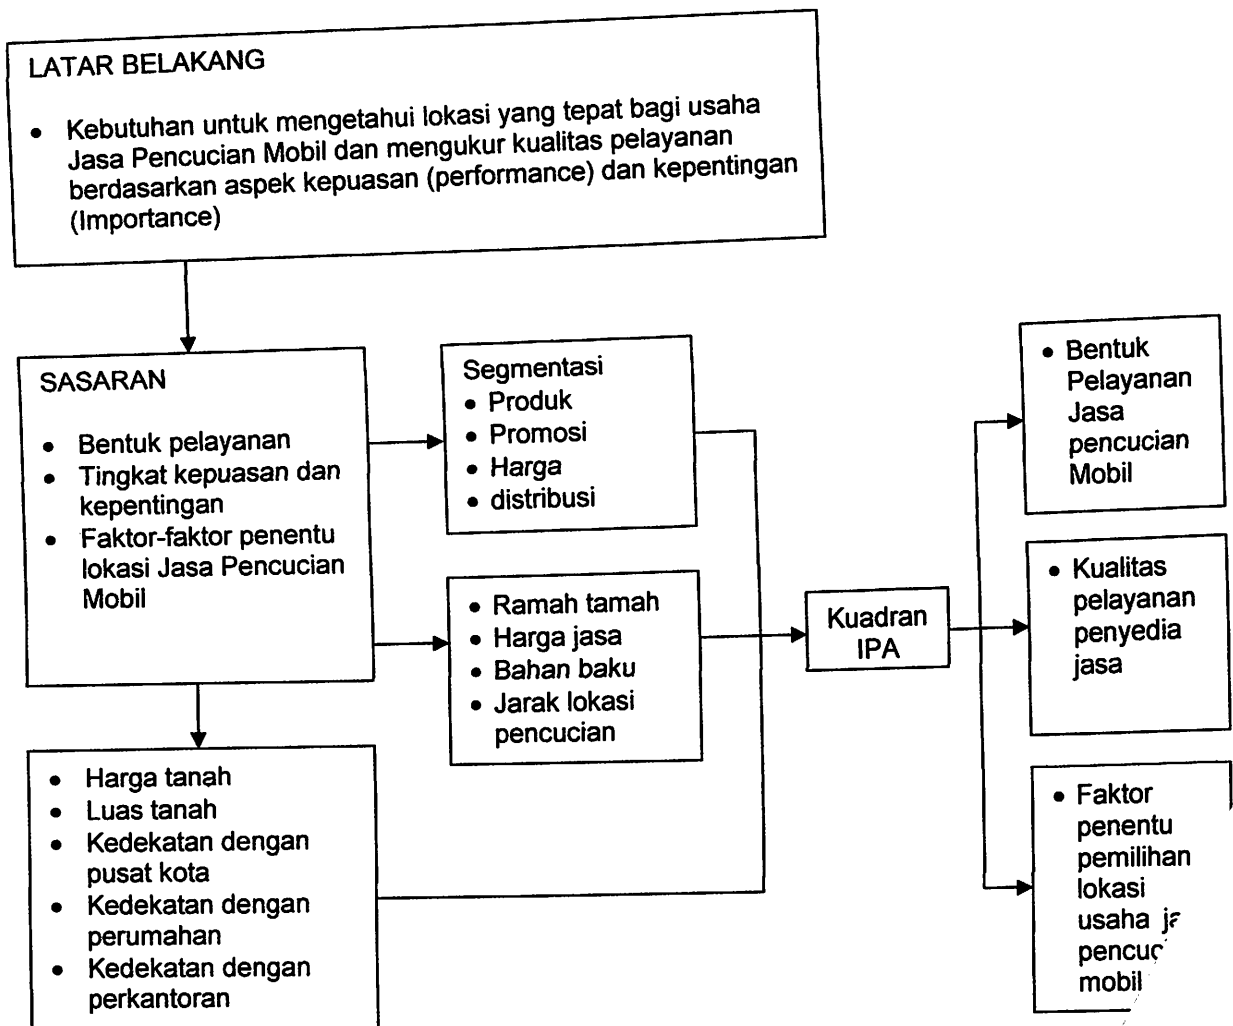 LATAR BELAKANG
• Kebutuhan untuk mengetahui lokasi yang tepat bagi usaha
Jasa Pencucian Mobil dan mengukur kualitas pelayanan
berdasarkan aspek kepuasan (performance) dan kepentingan
(Importance)
SASARAN
• Bentuk pelayanan
• Tingkat kepuasan dan
kepentingan
• Faktor-faktor penentu
lokasi Jasa Pencucian
Mobil
Segmentasi
• Produk
• Promosi
• Harga
• distribusi
• Ramah tamah
• Harga jasa
• Bahan baku
• Jarak lokasi
pencucian
• Harga tanah
• Luas tanah
• Kedekatan dengan
pusat kota
• Kedekatan dengan
perumahan
• Kedekatan dengan
perkantoran
Kuadran
IPA
• Bentuk
Pelayanan
Jasa
pencucian
Mobil
• Kualitas
pelayanan
penyedia
jasa
• Faktor
penentu
pemilihan
lokasi
usaha
mobil